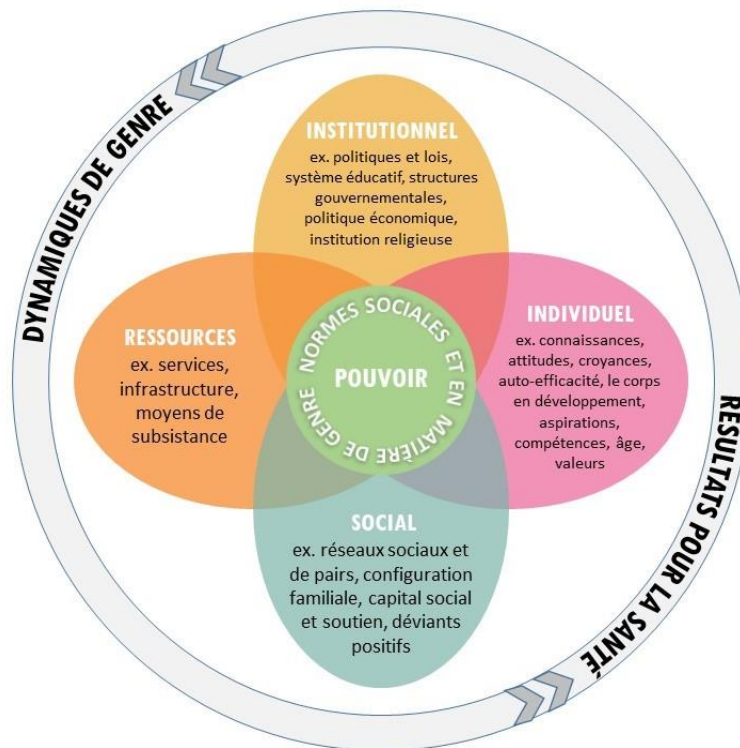 DYNAMIQUES DE GENRE
INSTITUTIONNEL
ex. politiques et lois,
système éducatif, structures
gouvernementales,
politique économique,
institution religieuse
RESSOURCES
ex. services,
infrastructure,
moyens de
subsistance
NORMES SOCIALES ET EN MATIÈRE DE GENRE
POUVOIR
INDIVIDUEL
ex. connaissances,
attitudes, croyances,
auto-efficacité, le corps
en développement,
aspirations,
compétences, âge,
valeurs
SOCIAL
ex. réseaux sociaux et
de pairs, configuration
familiale, capital social
et soutien, déviants
positifs
RÉSULTATS POUR LA SANTÉ